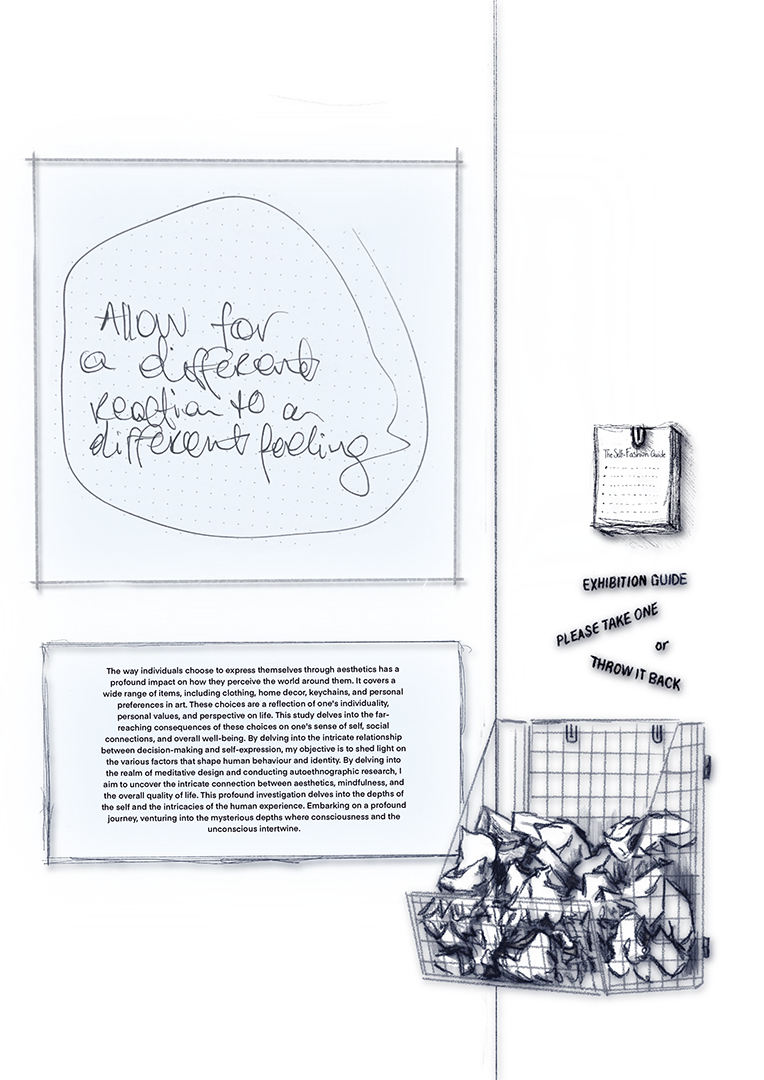 Allow for
a different
reaction to a
different feeling
The way individuals choose to express themselves through aesthetics has a
profound impact on how they perceive the world around them. It covers a
wide range of items, including clothing, home decor, keychains, and personal
preferences in art. These choices are a reflection of one's individuality,
personal values, and perspective on life. This study delves into the far-
reaching consequences of these choices on one's sense of self, social
connections, and overall well-being. By delving into the intricate relationship
between decision-making and self-expression, my objective is to shed light on
the various factors that shape human behaviour and identity. By delving into
the realm of meditative design and conducting autoethnographic research, I
aim to uncover the intricate connection between aesthetics, mindfulness, and
the overall quality of life. This profound investigation delves into the depths of
the self and the intricacies of the human experience. Embarking on a profound
journey, venturing into the mysterious depths where consciousness and the
unconscious intertwine.
The Self-Fashion Guide
EXHIBITION GUIDE
PLEASE TAKE ONE
or
THROW IT BACK